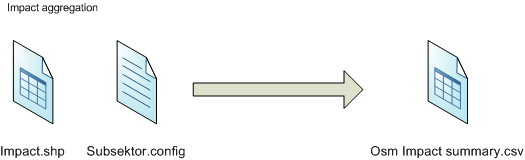 Impact aggregation
Impact.shp
Subsektor.config
Osm Impact summary.csv